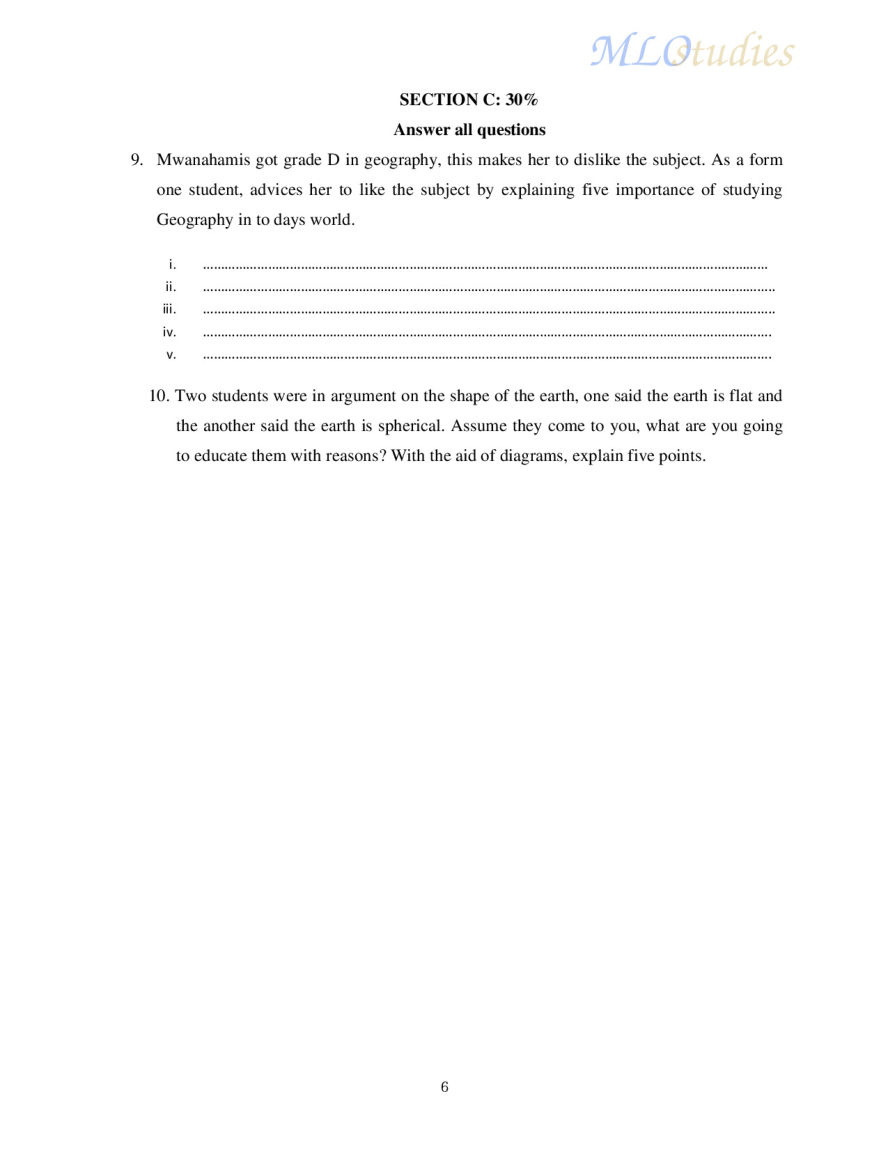 MLOstudies
SECTION C: 30%
Answer all questions
9. Mwanahamis got grade D in geography, this makes her to dislike the subject. As a form
one student, advices her to like the subject by explaining five importance of studying
Geography in to days world.
i. ....................................................................................................
ii. ....................................................................................................
iii. ....................................................................................................
iv. ....................................................................................................
v. ....................................................................................................
10. Two students were in argument on the shape of the earth, one said the earth is flat and
the another said the earth is spherical. Assume they come to you, what are you going
to educate them with reasons? With the aid of diagrams, explain five points.
6